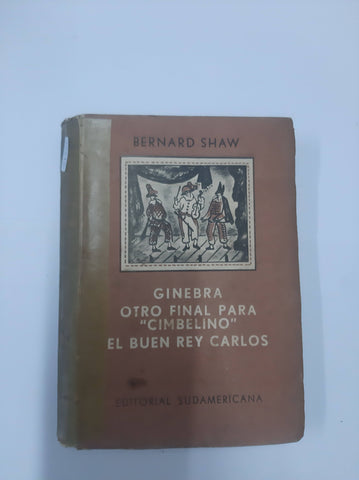 BERNARD SHAW
GINEBRA
OTRO FINAL PARA
"CIMBELINO"
EL BUEN REY CARLOS
EDITORIAL SUDAMERICANA